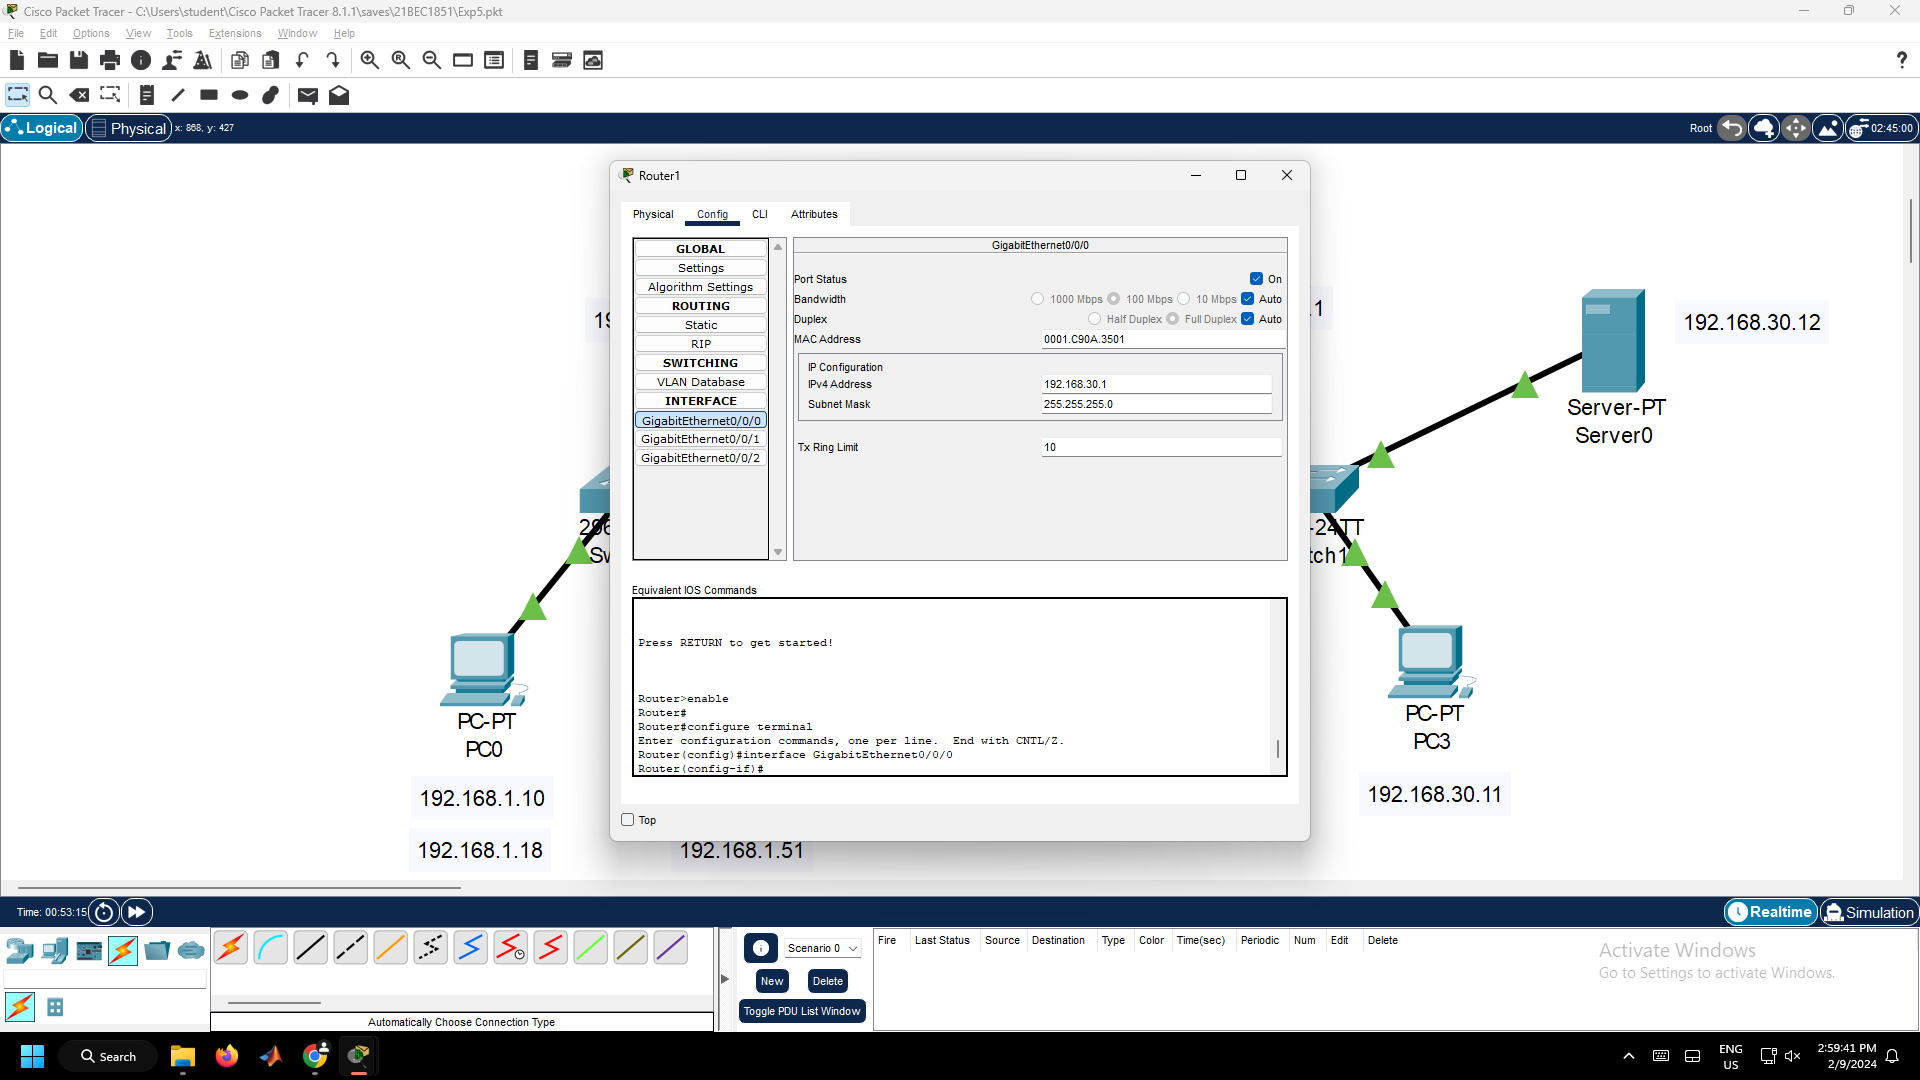 Cisco Packet Tracer - C:\Users\student\Cisco Packet Tracer 8.1.1\saves\21BEC1851\Exp5.pkt
File Edit Options View Tools Extensions Window Help
?
Logical Physical x: 868, y: 427 Root 02:45:00
Router1
Physical Config CLI Attributes
GLOBAL
Settings
Algorithm Settings
ROUTING
Static
RIP
SWITCHING
VLAN Database
INTERFACE
GigabitEthernet0/0/0
GigabitEthernet0/0/1
GigabitEthernet0/0/2
GigabitEthernet0/0/0
Port Status On
Bandwidth 1000 Mbps 100 Mbps 10 Mbps Auto
Duplex Half Duplex Full Duplex Auto
MAC Address 0001.C90A.3501
IP Configuration
IPv4 Address 192.168.30.1
Subnet Mask 255.255.255.0
Tx Ring Limit 10
Equivalent IOS Commands
Press RETURN to get started!
Router>enable
Router#
Router#configure terminal
Enter configuration commands, one per line. End with CNTL/Z.
Router(config)#interface GigabitEthernet0/0/0
Router(config-if)#
Top
19
.1
192.168.30.12
Server-PT
Server0
296
Sw
-24TT
tch1
PC-PT
PC0
192.168.1.10
192.168.1.18
192.168.1.51
PC-PT
PC3
192.168.30.11
Time: 00:53:15 Realtime Simulation
Automatically Choose Connection Type
Scenario 0
New Delete
Toggle PDU List Window
Fire Last Status Source Destination Type Color Time(sec) Periodic Num Edit Delete
Activate Windows
Go to Settings to activate Windows.
Search
ENG
US
2:59:41 PM
2/9/2024